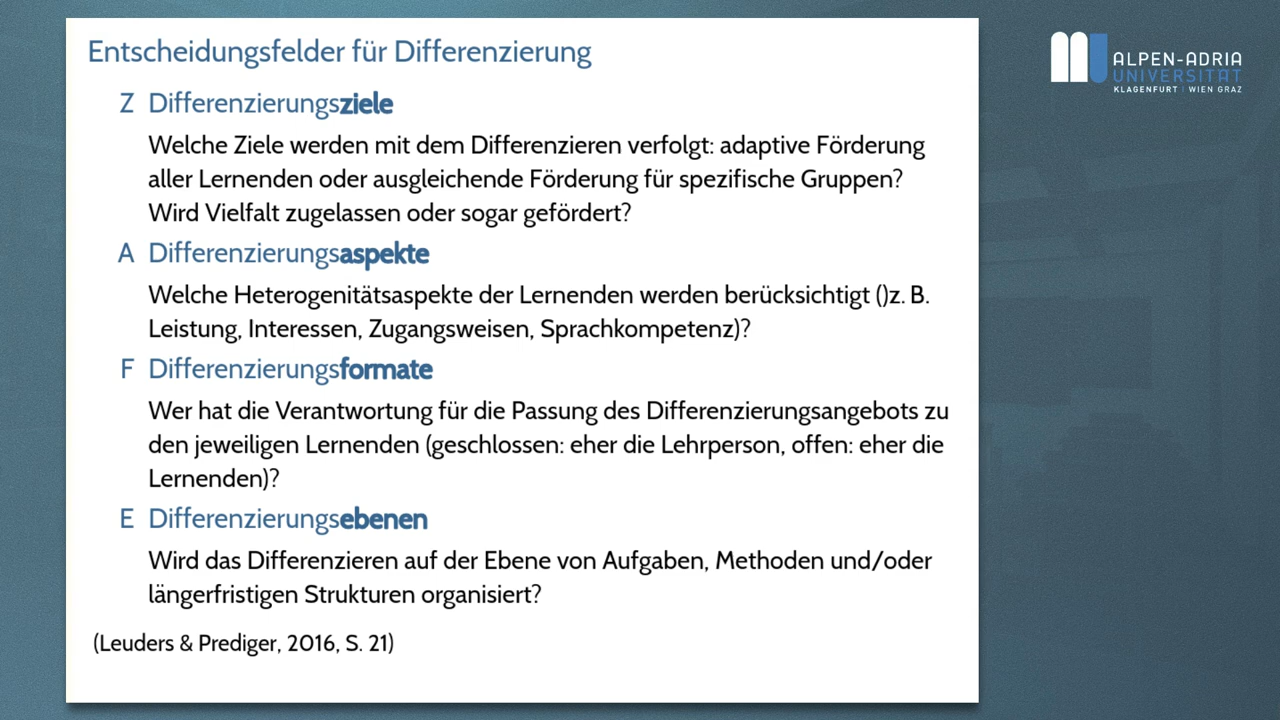 Entscheidungsfelder für Differenzierung
Z Differenzierungsziele
Welche Ziele werden mit dem Differenzieren verfolgt: adaptive Förderung
aller Lernenden oder ausgleichende Förderung für spezifische Gruppen?
Wird Vielfalt zugelassen oder sogar gefördert?
A Differenzierungsaspekte
Welche Heterogenitätsaspekte der Lernenden werden berücksichtigt ()z. B.
Leistung, Interessen, Zugangsweisen, Sprachkompetenz)?
F Differenzierungsformate
Wer hat die Verantwortung für die Passung des Differenzierungsangebots zu
den jeweiligen Lernenden (geschlossen: eher die Lehrperson, offen: eher die
Lernenden)?
E Differenzierungsebenen
Wird das Differenzieren auf der Ebene von Aufgaben, Methoden und/oder
längerfristigen Strukturen organisiert?
(Leuders & Prediger, 2016, S. 21)
ALPEN-ADRIA
UNIVERSITÄT
KLAGENFURT | WIEN GRAZ